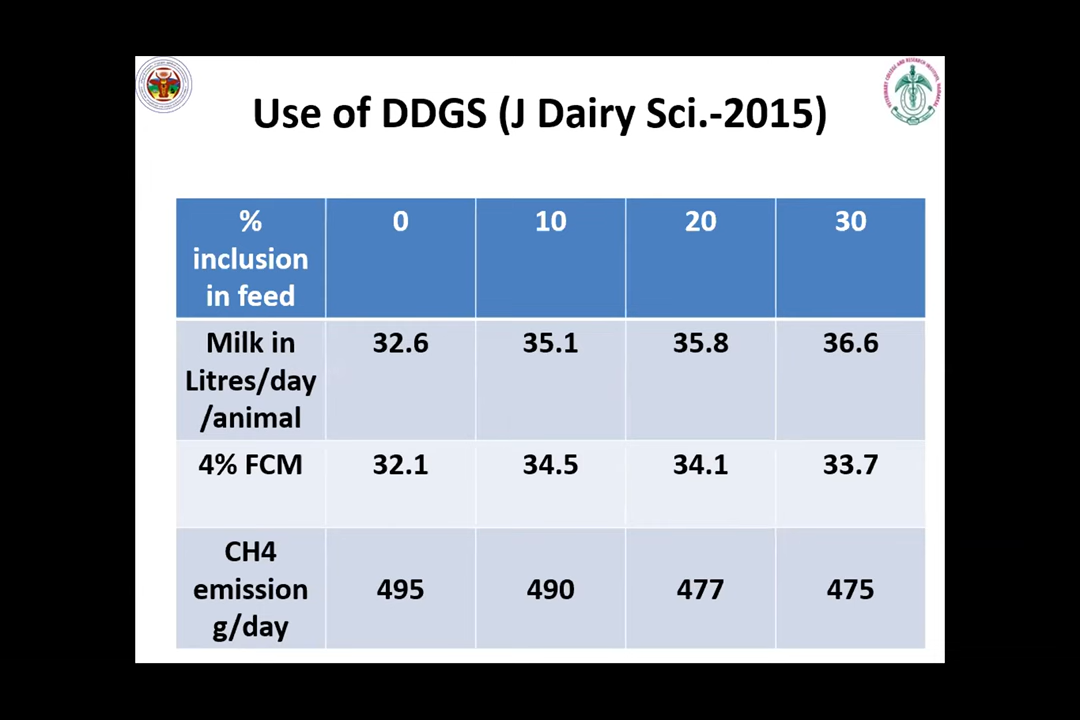 Use of DDGS (J Dairy Sci.-2015)
% inclusion in feed 0 10 20 30
Milk in Litres/day /animal 32.6 35.1 35.8 36.6
4% FCM 32.1 34.5 34.1 33.7
CH4 emission g/day 495 490 477 475